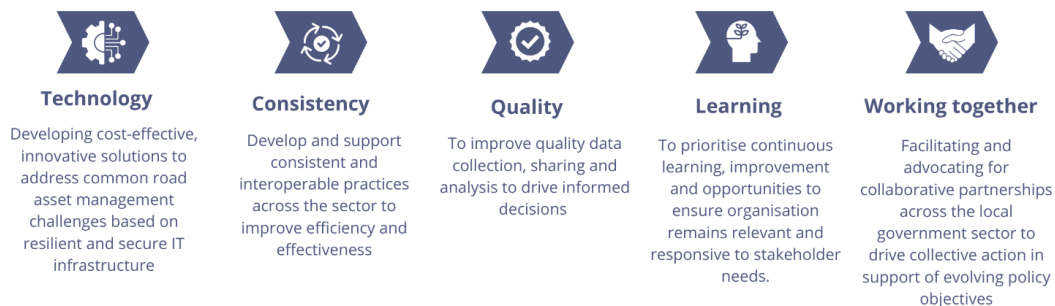 Technology
Developing cost-effective,
innovative solutions to
address common road
asset management
challenges based on
resilient and secure IT
infrastructure
Consistency
Develop and support
consistent and
interoperable practices
across the sector to
improve efficiency and
effectiveness
Quality
To improve quality data
collection, sharing and
analysis to drive informed
decisions
Learning
To prioritise continuous
learning, improvement
and opportunities to
ensure organisation
remains relevant and
responsive to stakeholder
needs.
Working together
Facilitating and
advocating for
collaborative partnerships
across the local
government sector to
drive collective action in
support of evolving policy
objectives